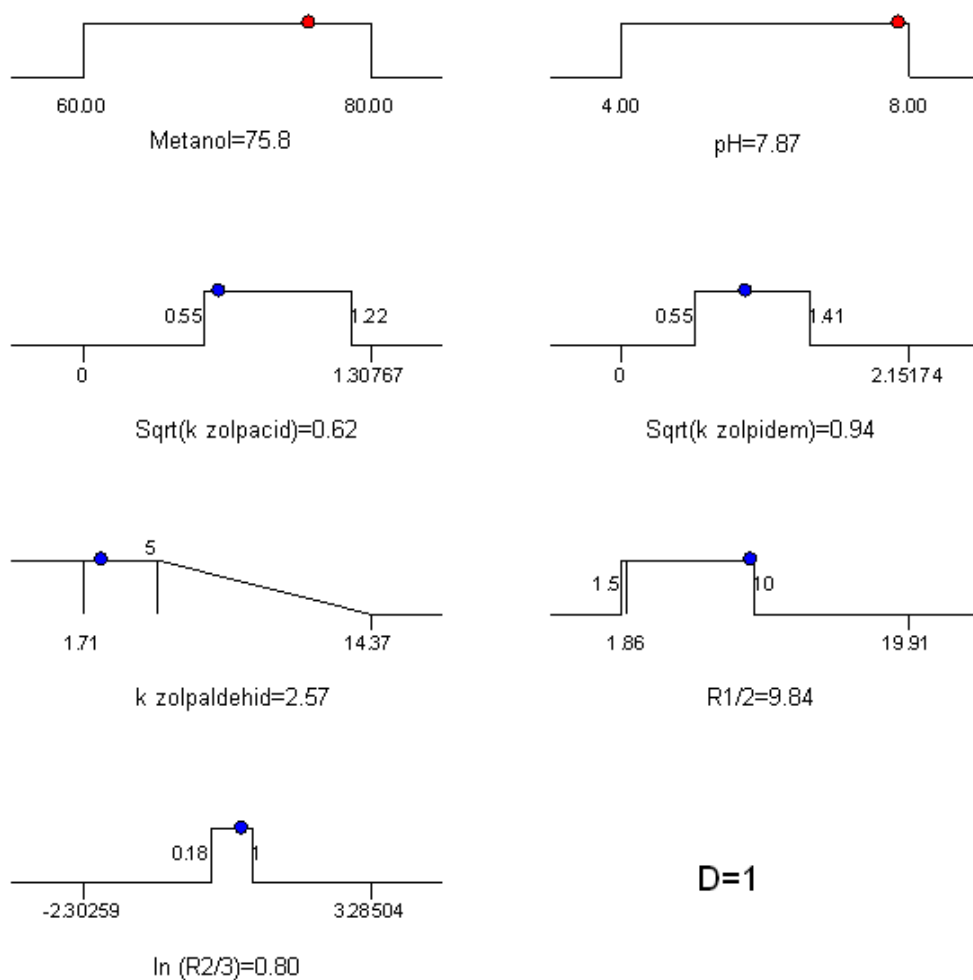 60.00 80.00
Metanol=75.8
4.00 8.00
pH=7.87
0.55 1.22
0 1.30767
Sqrt(k zolpacid)=0.62
0.55 1.41
0 2.15174
Sqrt(k zolpidem)=0.94
5
1.71 14.37
k zolpaldehid=2.57
1.5 10
1.86 19.91
R1/2=9.84
0.18 1
-2.30259 3.28504
ln (R2/3)=0.80
D=1